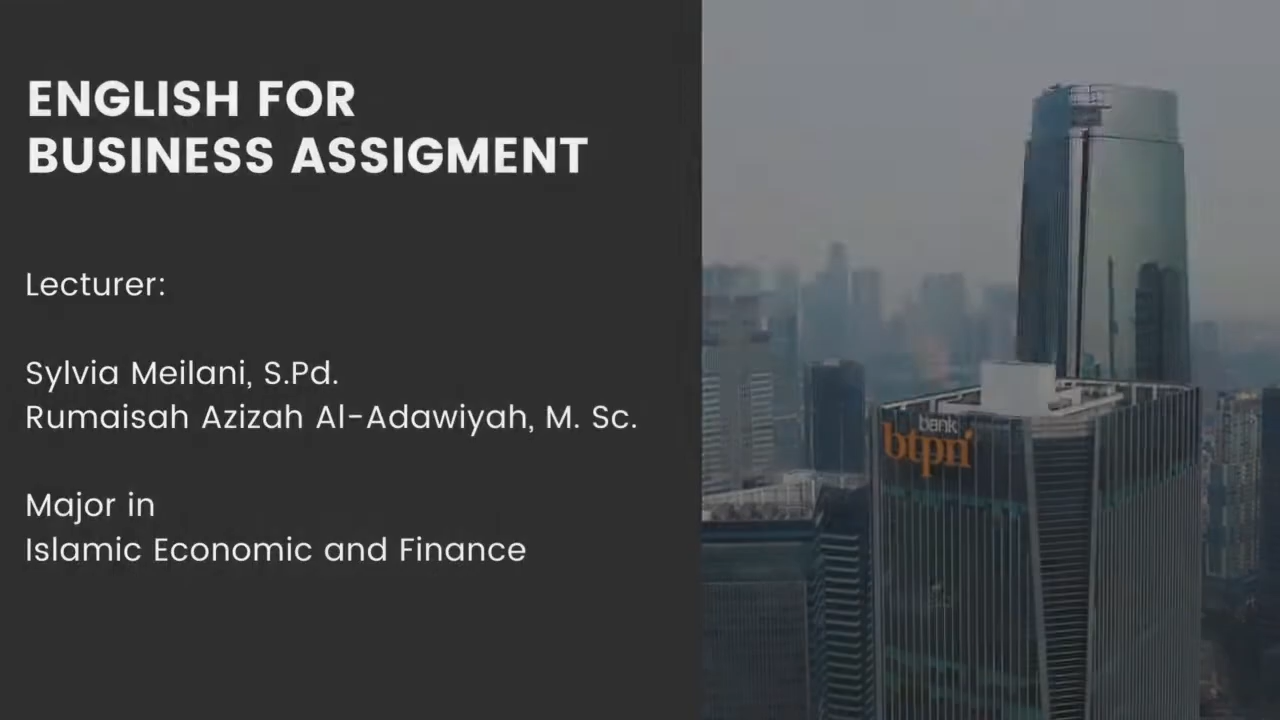 ENGLISH FOR
BUSINESS ASSIGMENT
Lecturer:
Sylvia Meilani, S.Pd.
Rumaisah Azizah Al-Adawiyah, M. Sc.
Major in
Islamic Economic and Finance
bank
btpn